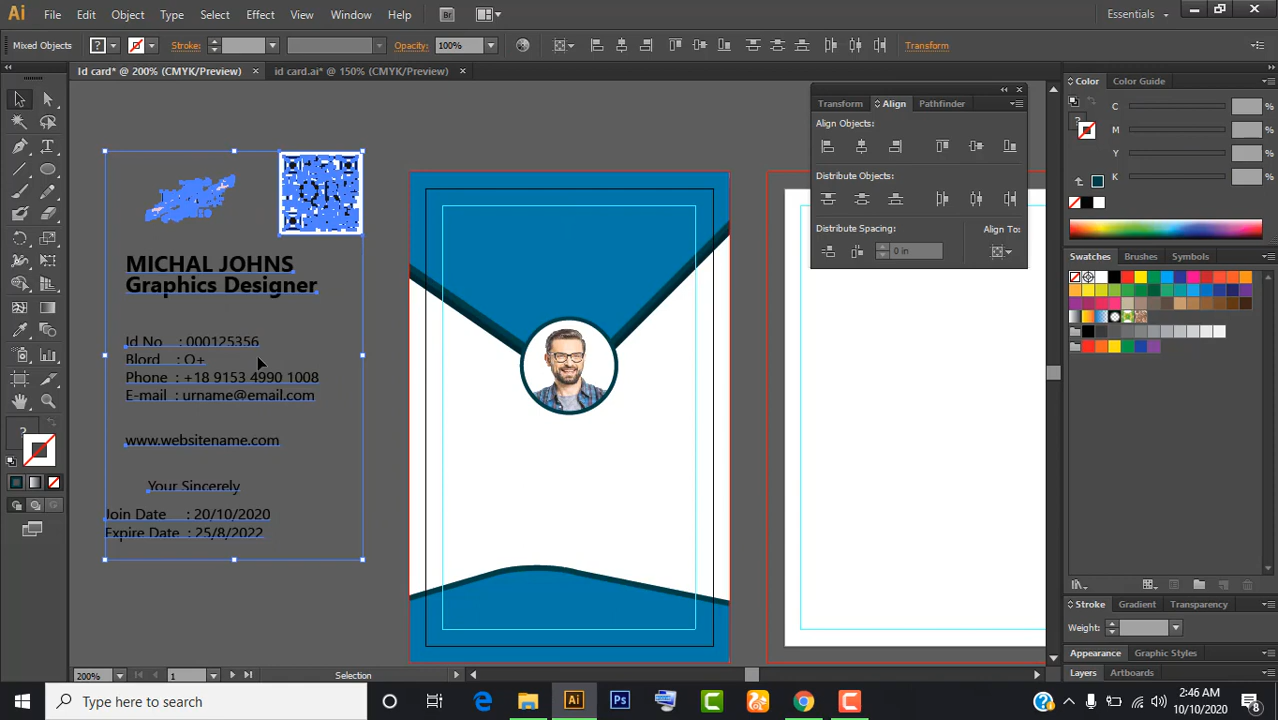 Ai File Edit Object Type Select Effect View Window Help Br Essentials
Mixed Objects ? Stroke: Opacity: 100% Transform
Id card* @ 200% (CMYK/Preview) id card.ai* @ 150% (CMYK/Preview)
Transform Align Pathfinder
Align Objects:
Distribute Objects:
Distribute Spacing: Align To:
0 in
Color Color Guide
C %
M %
Y %
K %
Swatches Brushes Symbols
Stroke Gradient Transparency
Weight:
Appearance Graphic Styles
Layers Artboards
MICHAL JOHNS
Graphics Designer
Id No : 000125356
Blord : O+
Phone : +18 9153 4990 1008
E-mail : urname@email.com
www.websitename.com
Your Sincerely
Join Date : 20/10/2020
Expire Date : 25/8/2022
200% 1 Selection
Type here to search
Ai Ps
2:46 AM
10/10/2020
8